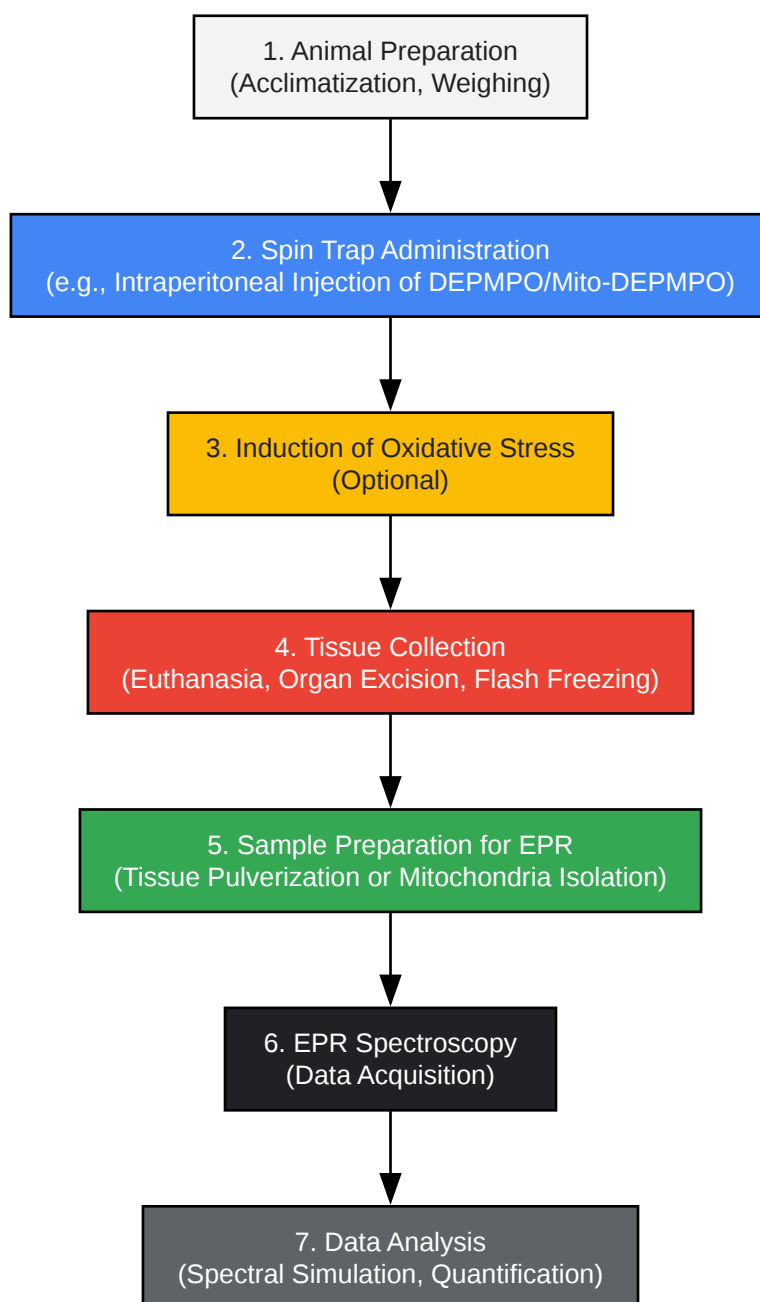 1. Animal Preparation
(Acclimatization, Weighing)
2. Spin Trap Administration
(e.g., Intraperitoneal Injection of DEPMPO/Mito-DEPMPO)
3. Induction of Oxidative Stress
(Optional)
4. Tissue Collection
(Euthanasia, Organ Excision, Flash Freezing)
5. Sample Preparation for EPR
(Tissue Pulverization or Mitochondria Isolation)
6. EPR Spectroscopy
(Data Acquisition)
7. Data Analysis
(Spectral Simulation, Quantification)